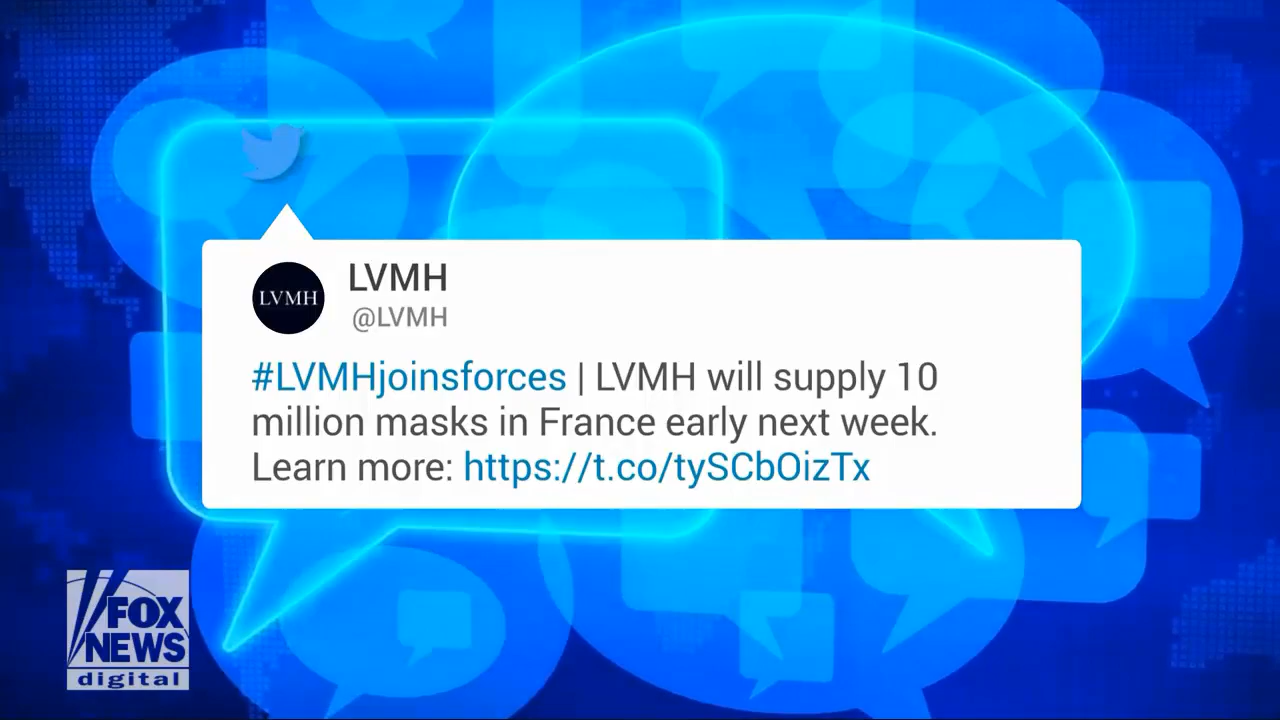 LVMH
LVMH
@LVMH
#LVMHjoinsforces | LVMH will supply 10
million masks in France early next week.
Learn more: https://t.co/tySCbOizTx
FOX
NEWS
digital